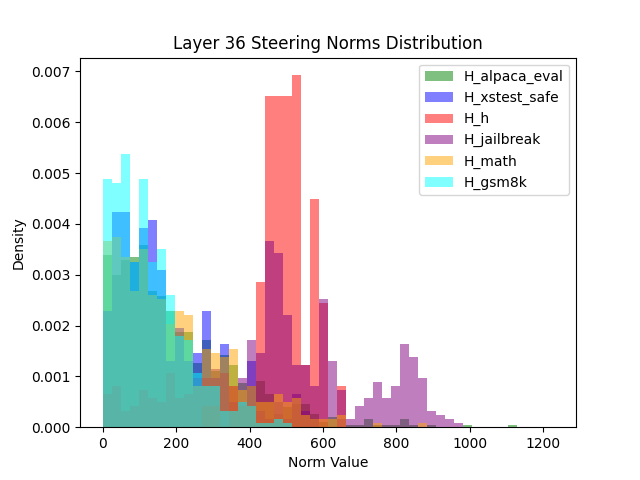 Layer 36 Steering Norms Distribution
H_alpaca_eval
H_xstest_safe
H_h
H_jailbreak
H_math
H_gsm8k
Density
0.007
0.006
0.005
0.004
0.003
0.002
0.001
0.000
0 200 400 600 800 1000 1200
Norm Value